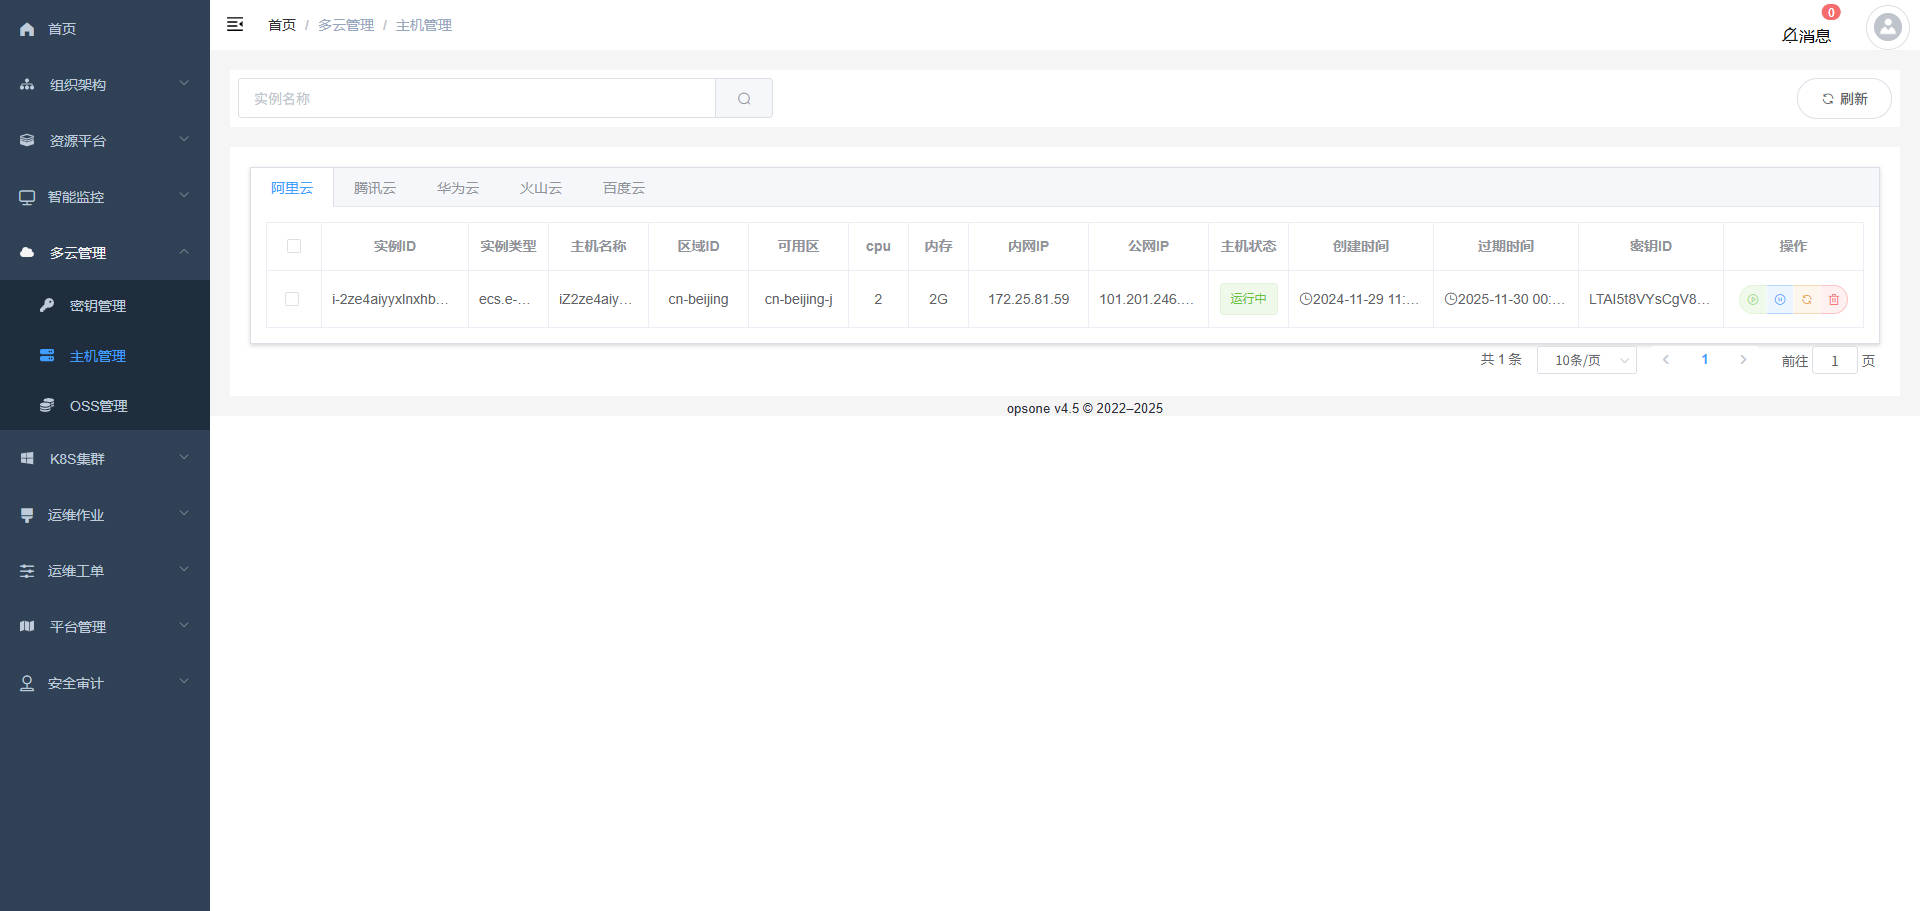 首页
组织架构
资源平台
智能监控
多云管理
密钥管理
主机管理
OSS管理
K8S集群
运维作业
运维工单
平台管理
安全审计
首页 / 多云管理 / 主机管理
0
消息
实例名称
刷新
阿里云 腾讯云 华为云 火山云 百度云
实例ID 实例类型 主机名称 区域ID 可用区 cpu 内存 内网IP 公网IP 主机状态 创建时间 过期时间 密钥ID 操作
i-2ze4aiyyxlnxhb... ecs.e-... iZ2ze4aiy... cn-beijing cn-beijing-j 2 2G 172.25.81.59 101.201.246.... 运行中 2024-11-29 11:... 2025-11-30 00:... LTAI5t8VYsCgV8...
共 1 条 10条/页 1 前往 1 页
opsone v4.5 © 2022–2025